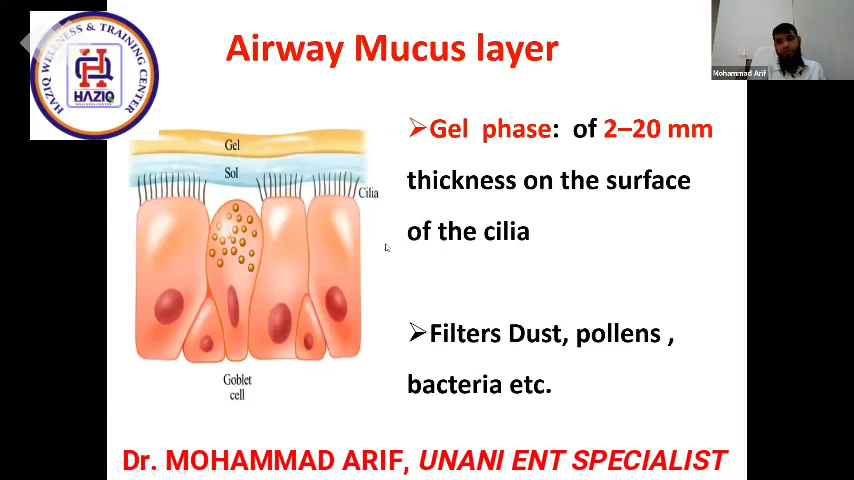 HAZIQ WELLNESS & TRAINING CENTER
HAZIQ
WELLNESS CENTER
Airway Mucus layer
Mohammad Arif
Gel
Sol
Cilia
Goblet
cell
➢Gel phase: of 2–20 mm
thickness on the surface
of the cilia
➢Filters Dust, pollens ,
bacteria etc.
Dr. MOHAMMAD ARIF, UNANI ENT SPECIALIST